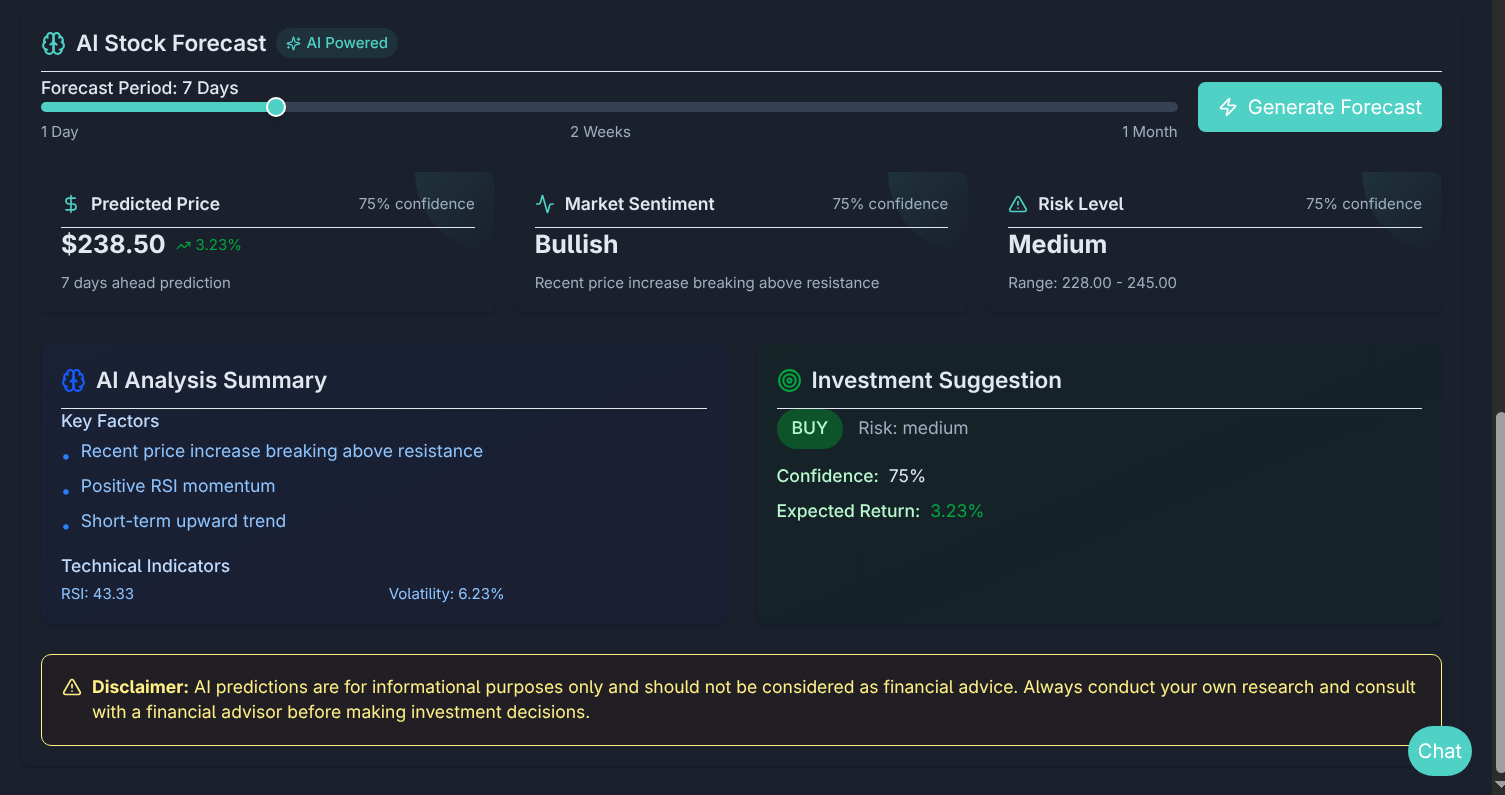 AI Stock Forecast
AI Powered
Forecast Period: 7 Days
Generate Forecast
1 Day
2 Weeks
1 Month
Predicted Price
75% confidence
$238.50
3.23%
7 days ahead prediction
Market Sentiment
75% confidence
Bullish
Recent price increase breaking above resistance
Risk Level
75% confidence
Medium
Range: 228.00 - 245.00
AI Analysis Summary
Key Factors
Recent price increase breaking above resistance
Positive RSI momentum
Short-term upward trend
Technical Indicators
RSI: 43.33
Volatility: 6.23%
Investment Suggestion
BUY
Risk: medium
Confidence: 75%
Expected Return: 3.23%
Disclaimer: AI predictions are for informational purposes only and should not be considered as financial advice. Always conduct your own research and consult
with a financial advisor before making investment decisions.
Chat